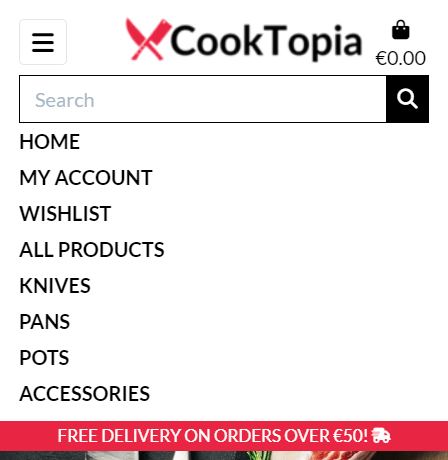 CookTopia
€0.00
Search
HOME
MY ACCOUNT
WISHLIST
ALL PRODUCTS
KNIVES
PANS
POTS
ACCESSORIES
FREE DELIVERY ON ORDERS OVER €50!